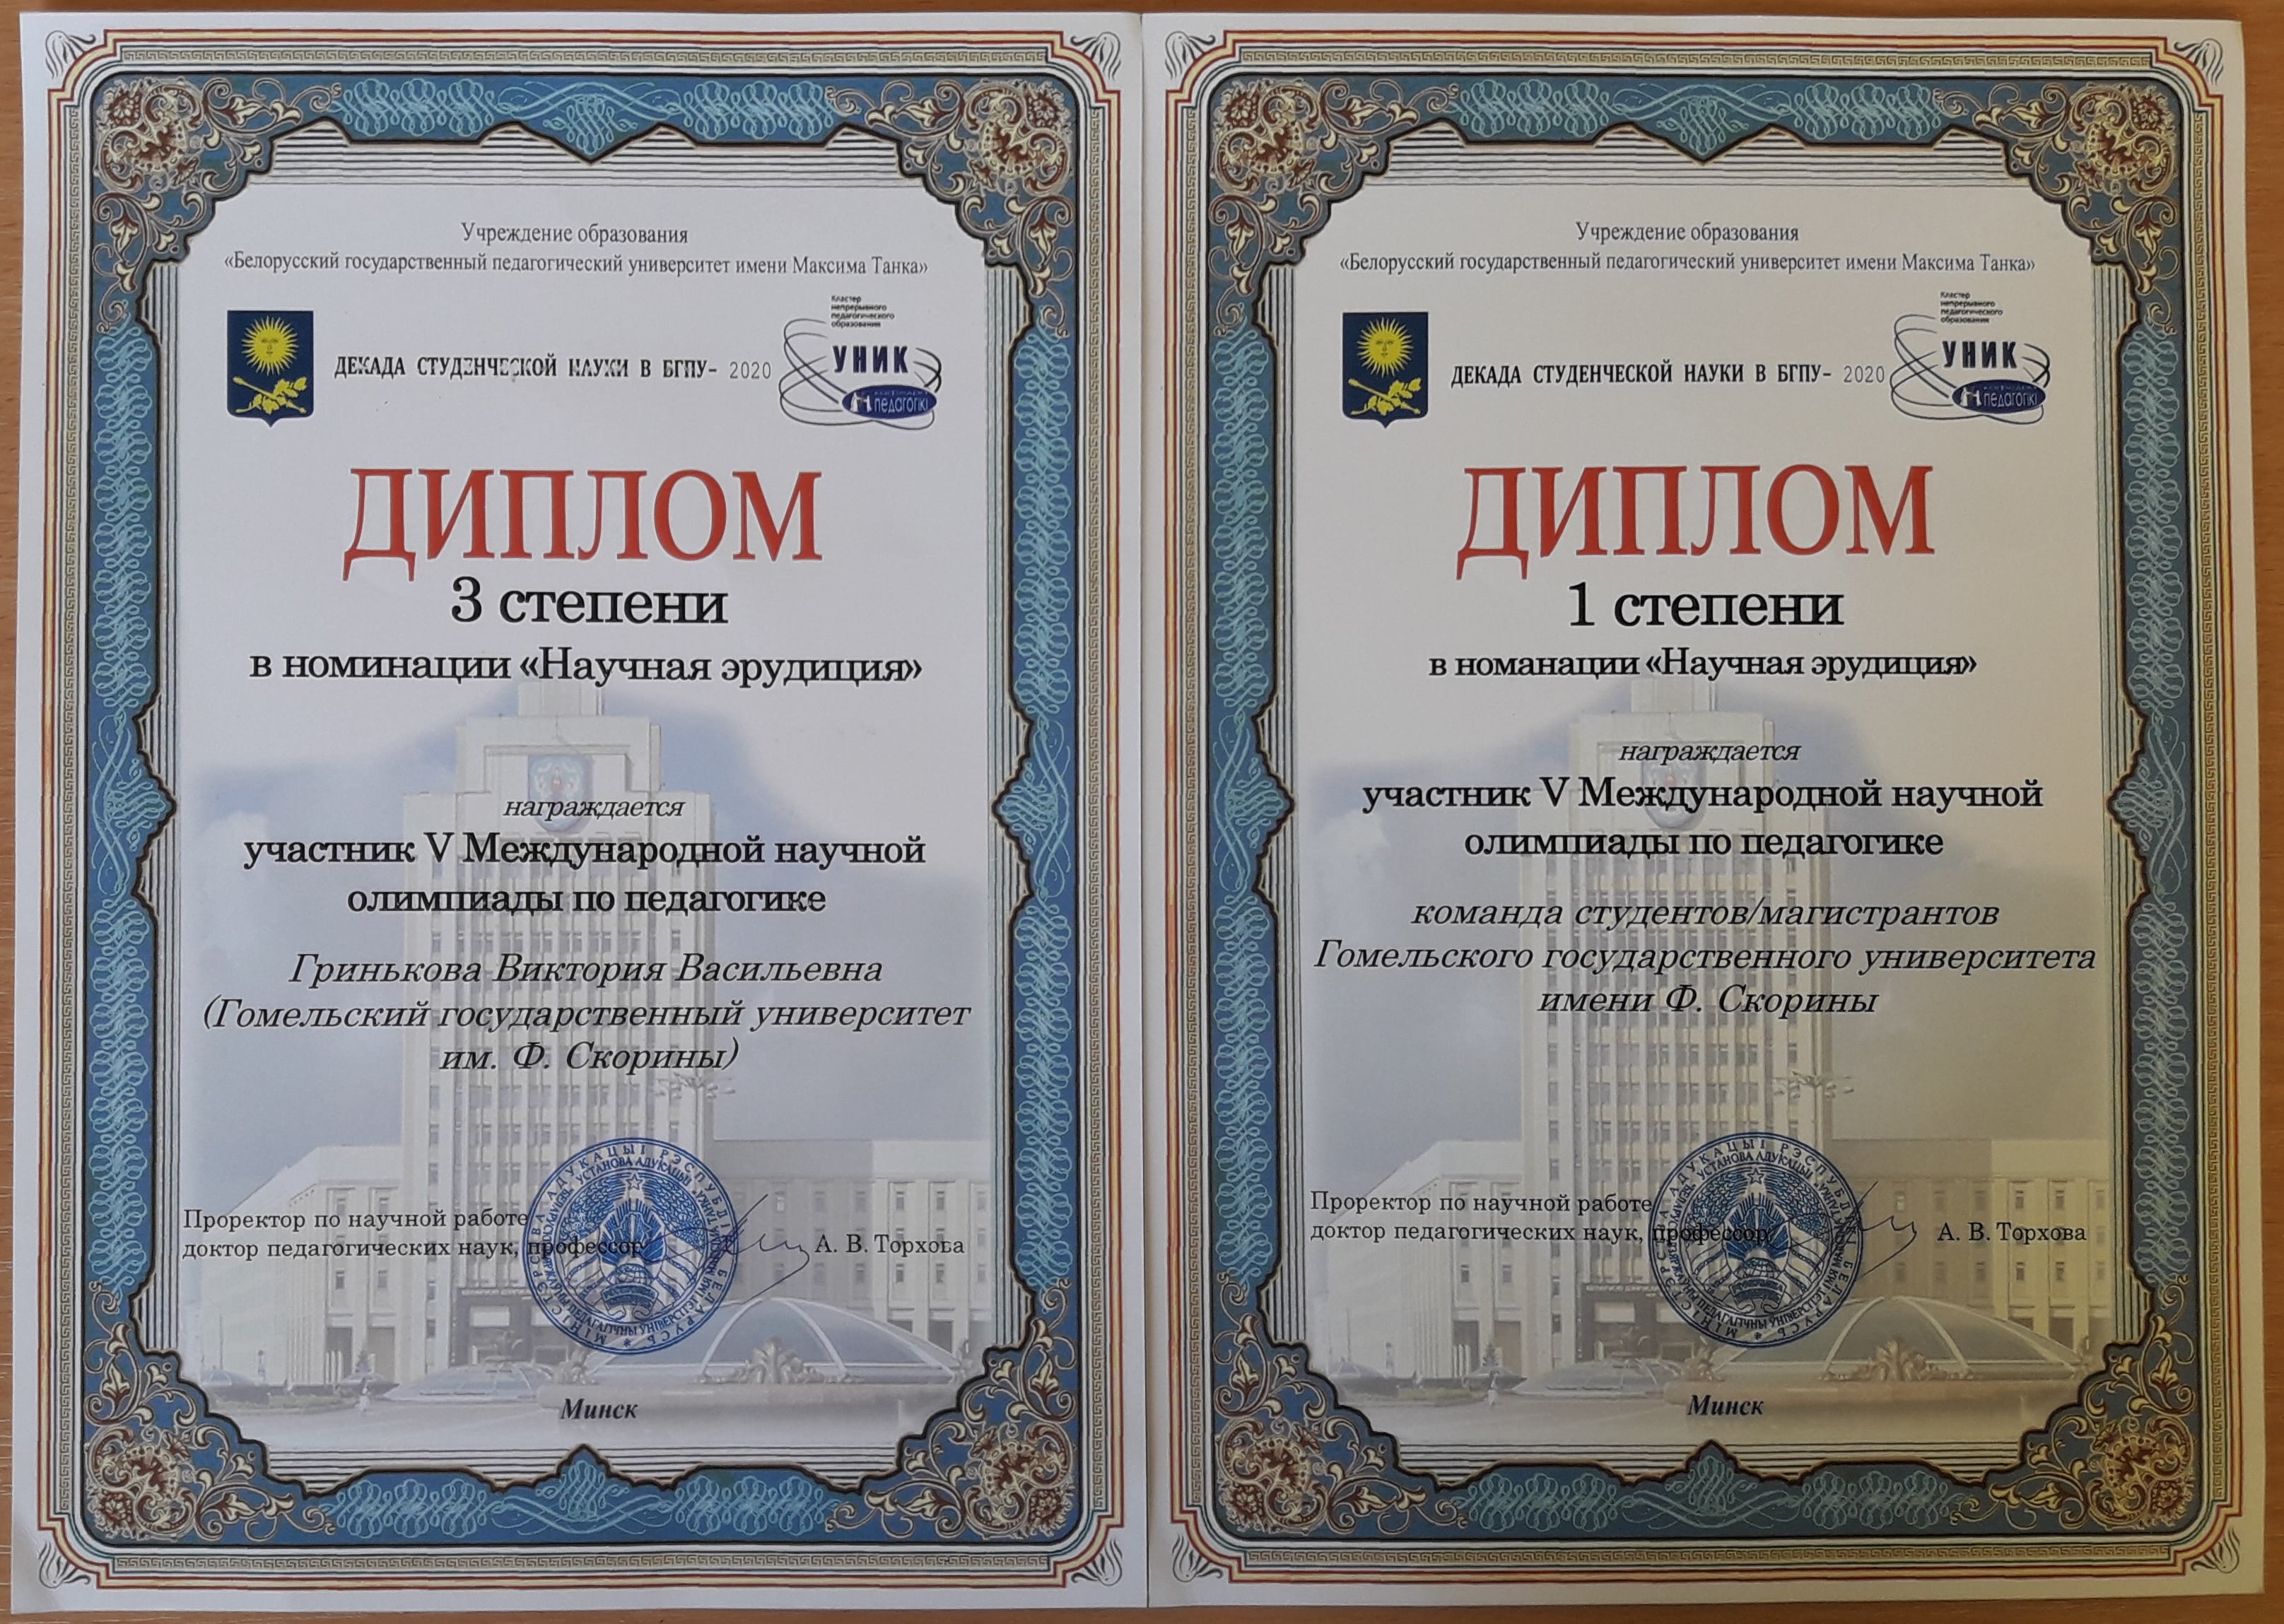 Учреждение образования
«Белорусский государственный педагогический университет имени Максима Танка»
Кластер
непрерывного
педагогического
образования
УНИК
педагогікі
ДЕКАДА СТУДЕНЧЕСКОЙ НАУКИ В БГПУ- 2020
ДИПЛОМ
3 степени
в номинации «Научная эрудиция»
награждается
участник V Международной научной
олимпиады по педагогике
Гринькова Виктория Васильевна
(Гомельский государственный университет
им. Ф. Скорины)
Проректор по научной работе
доктор педагогических наук, профессор
А. В. Торхова
Минск
Учреждение образования
«Белорусский государственный педагогический университет имени Максима Танка»
Кластер
непрерывного
педагогического
образования
УНИК
педагогікі
ДЕКАДА СТУДЕНЧЕСКОЙ НАУКИ В БГПУ- 2020
ДИПЛОМ
1 степени
в номанации «Научная эрудиция»
награждается
участник V Международной научной
олимпиады по педагогике
команда студентов/магистрантов
Гомельского государственного университета
имени Ф. Скорины
Проректор по научной работе
доктор педагогических наук, профессор
А. В. Торхова
Минск